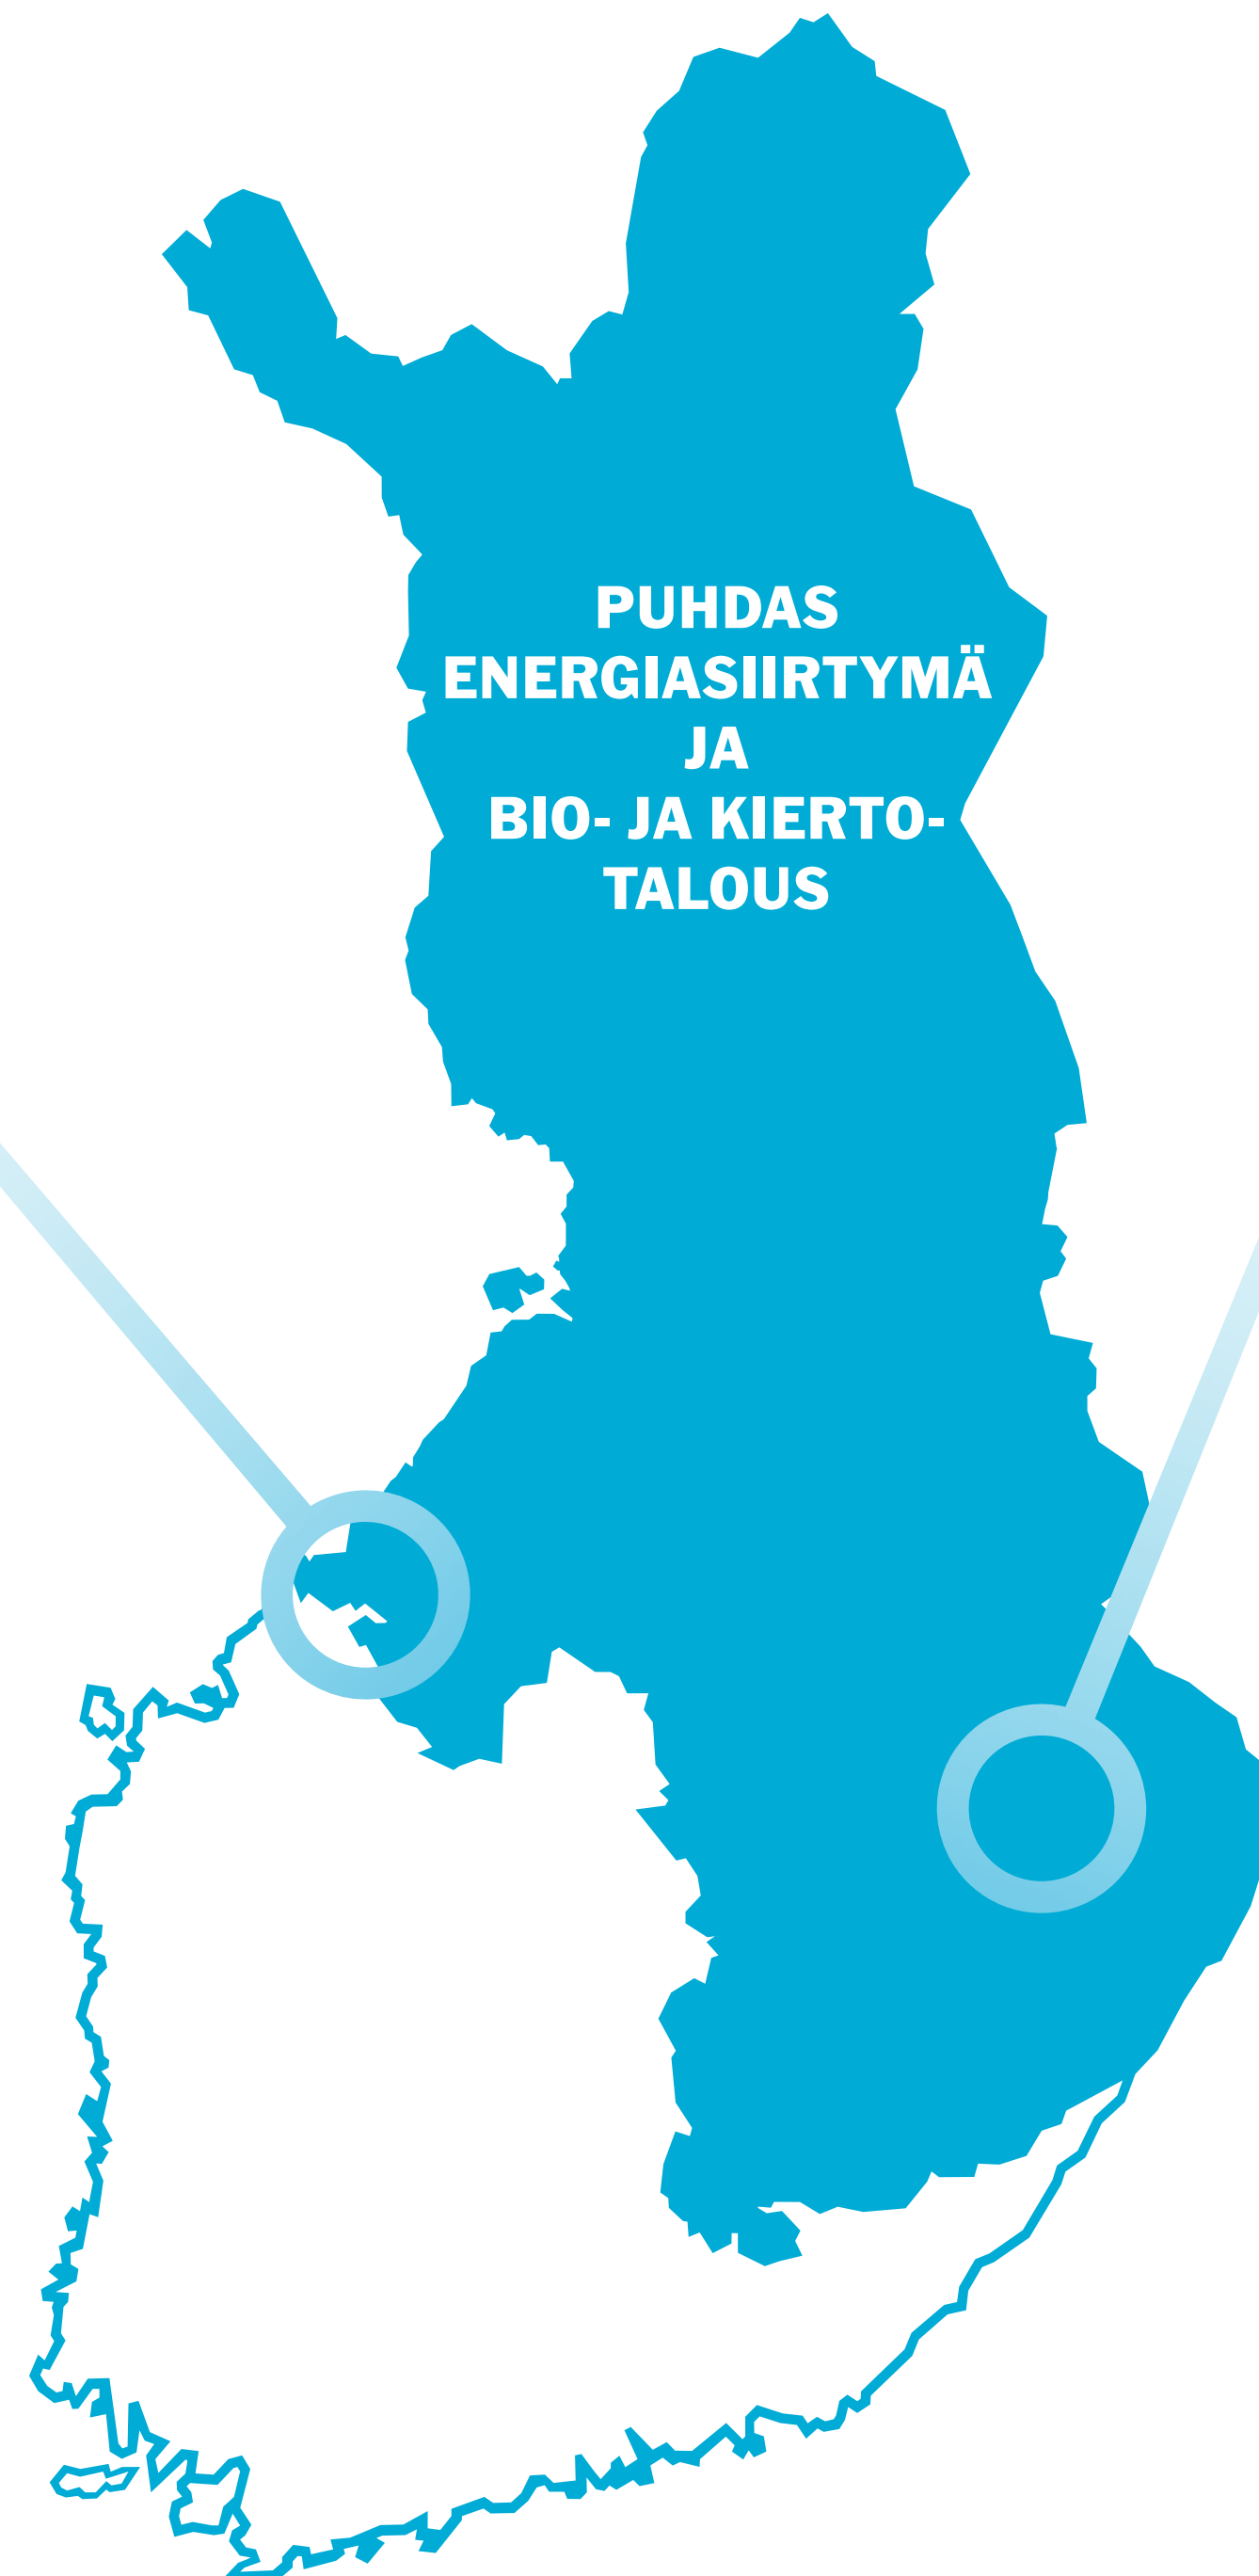 PUHDAS
ENERGIASIIRTYMÄ
JA
BIO- JA KIERTO-
TALOUS